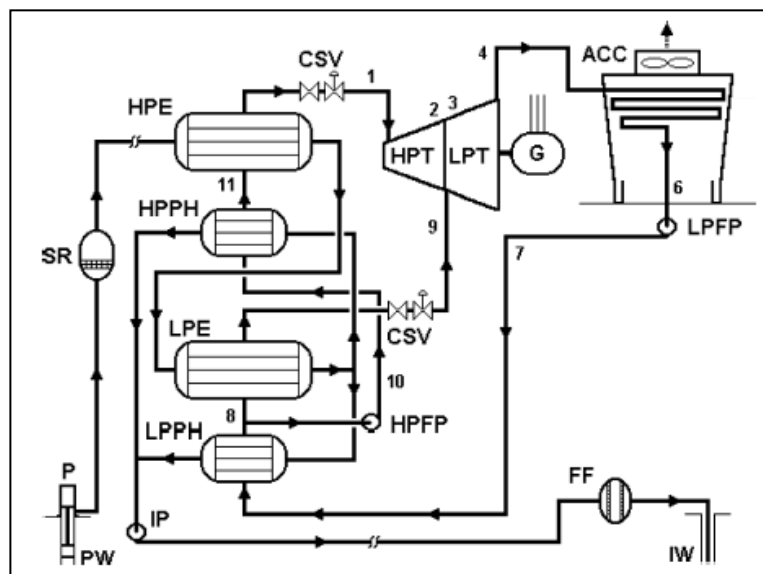 CSV
1
4
ACC
HPE
2
3
HPT
LPT
G
11
HPPH
6
LPFP
9
7
SR
LPE
CSV
10
8
HPFP
LPPH
P
FF
IP
PW
IW